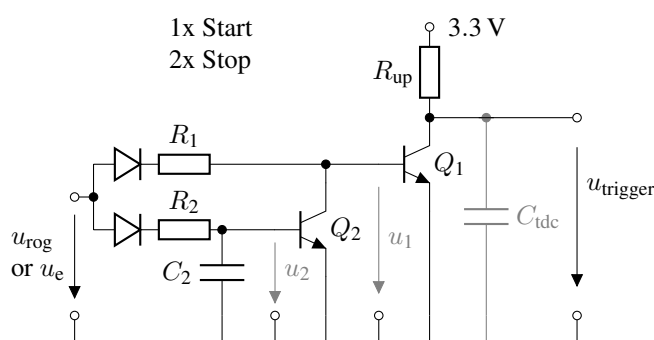 1x Start
2x Stop
3.3 V
R_up
R_1
Q_1
R_2
u_trigger
C_tdc
Q_2
u_rog
or u_e
C_2
u_2
u_1